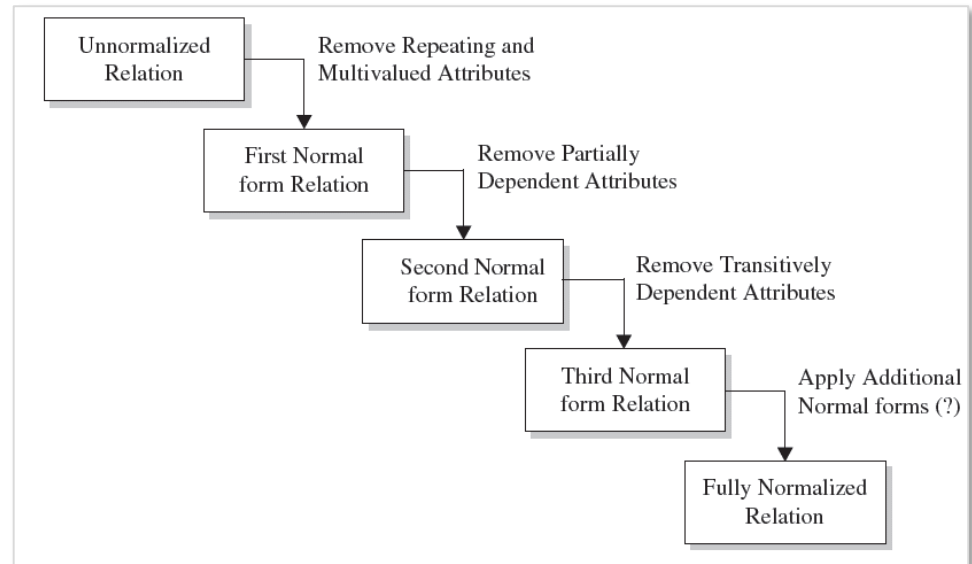 Unnormalized
Relation
Remove Repeating and
Multivalued Attributes
First Normal
form Relation
Remove Partially
Dependent Attributes
Second Normal
form Relation
Remove Transitively
Dependent Attributes
Third Normal
form Relation
Apply Additional
Normal forms (?)
Fully Normalized
Relation